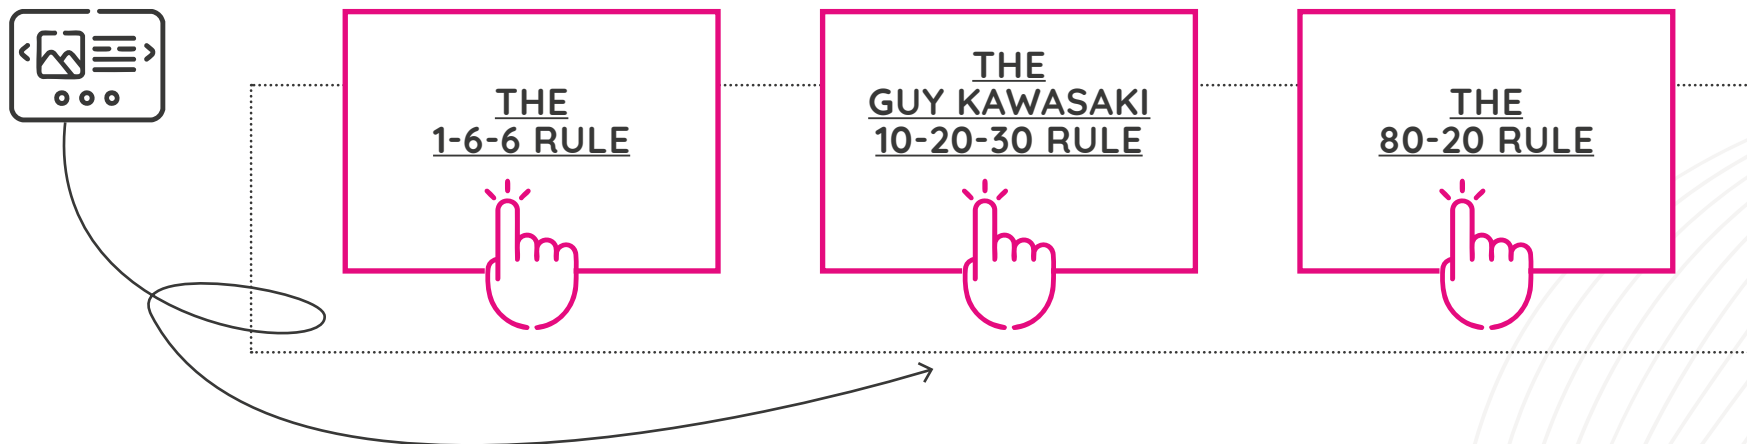 THE
1-6-6 RULE
THE
GUY KAWASAKI
10-20-30 RULE
THE
80-20 RULE